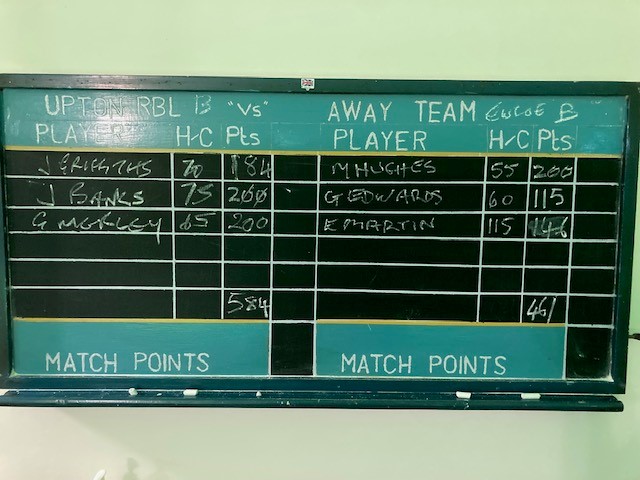 UPTON RBL B "VS" AWAY TEAM EWLOE B
PLAYER H/C Pts PLAYER H/C Pts
J GRIFFITHS 70 184 M HUGHES 55 200
J BANKS 75 200 G EDWARDS 60 115
G MORLEY 65 200 E MARTIN 115 146
584 461
MATCH POINTS MATCH POINTS